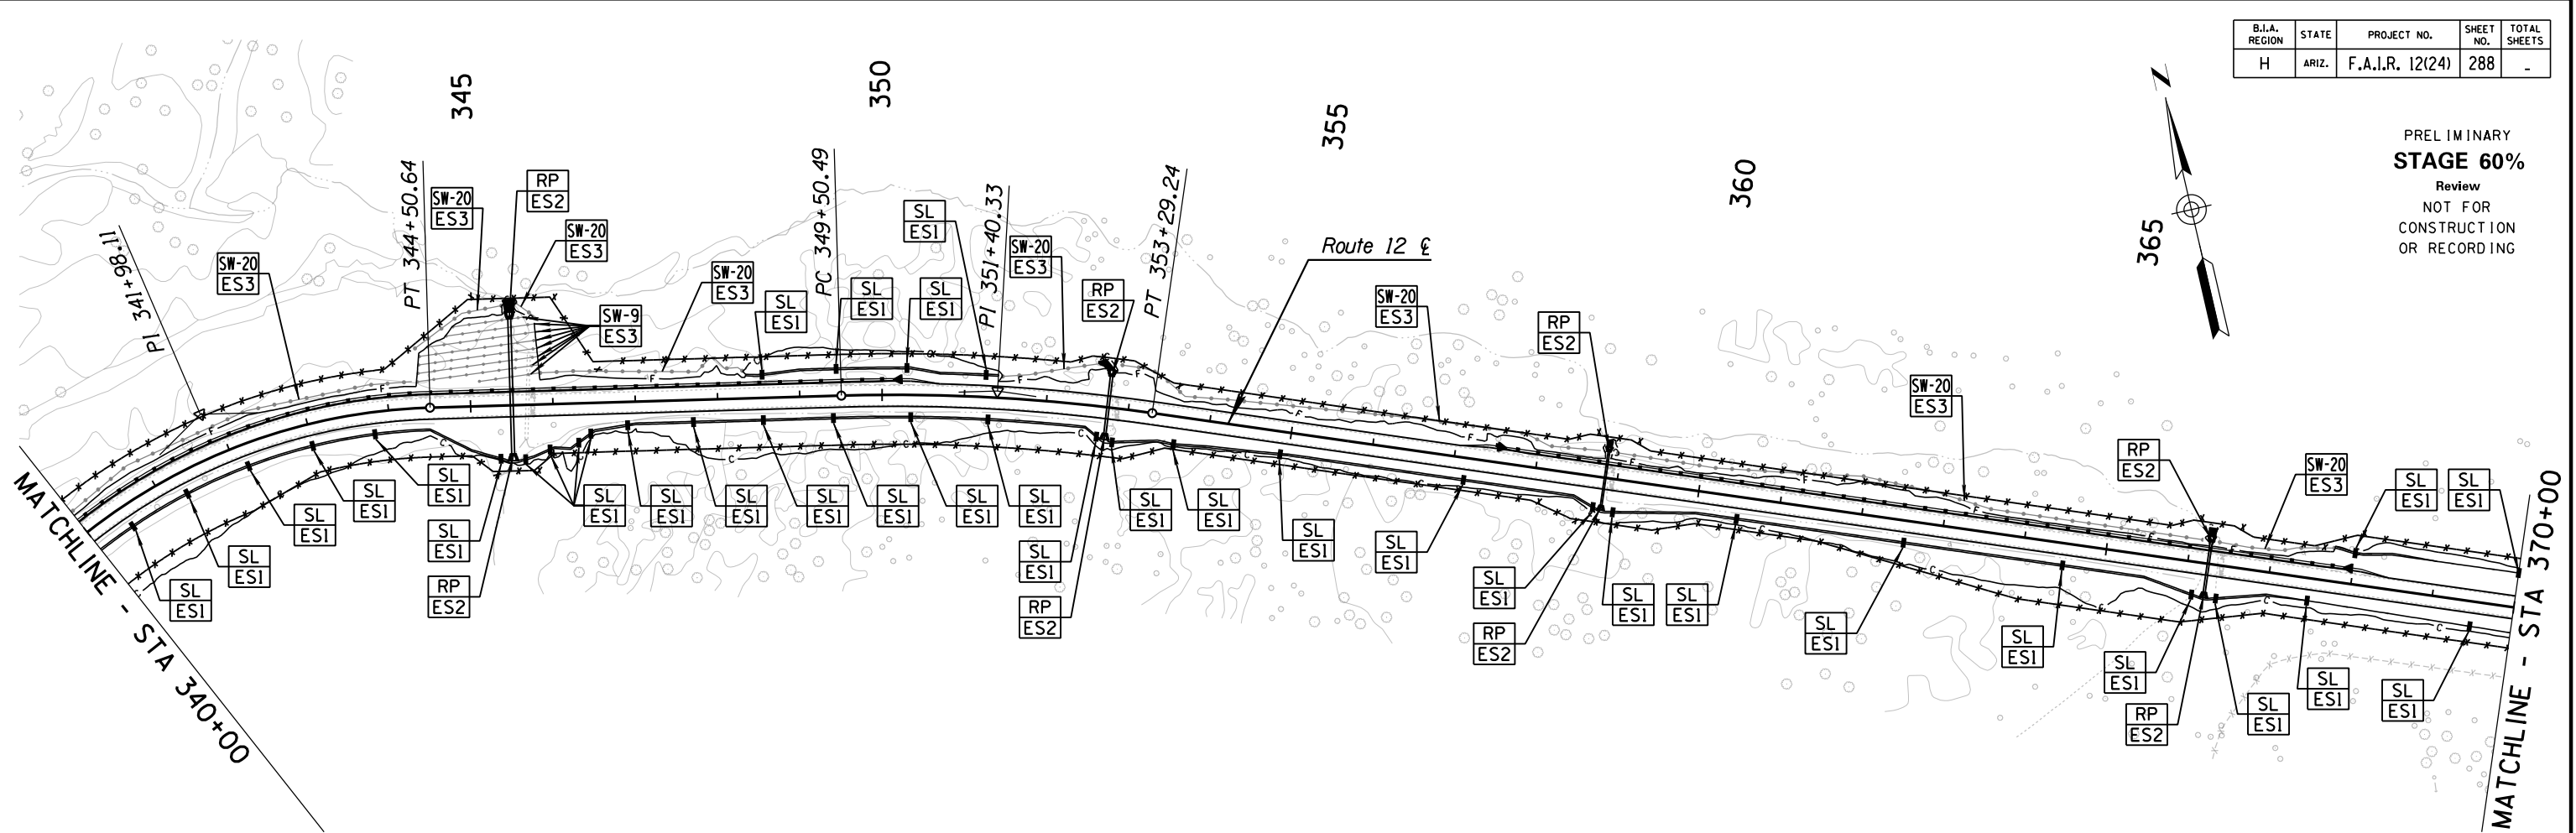 B.I.A. REGION
STATE
PROJECT NO.
SHEET NO.
TOTAL SHEETS
H
ARIZ.
F.A.I.R. 12(24)
288
-
PRELIMINARY
STAGE 60%
Review
NOT FOR
CONSTRUCTION
OR RECORDING
N
345
350
355
360
365
PI 341+98.11
PT 344+50.64
PC 349+50.49
PI 351+40.33
PT 353+29.24
Route 12 ℄
SW-20
ES3
SW-20
ES3
RP
ES2
SW-20
ES3
SW-9
ES3
SW-20
ES3
SL
ES1
SL
ES1
SL
ES1
SL
ES1
SW-20
ES3
RP
ES2
SW-20
ES3
RP
ES2
SW-20
ES3
RP
ES2
SW-20
ES3
SL
ES1
SL
ES1
SL
ES1
SL
ES1
SL
ES1
SL
ES1
SL
ES1
SL
ES1
RP
ES2
SL
ES1
SL
ES1
SL
ES1
SL
ES1
SL
ES1
SL
ES1
SL
ES1
SL
ES1
RP
ES2
SL
ES1
SL
ES1
SL
ES1
SL
ES1
SL
ES1
RP
ES2
SL
ES1
SL
ES1
SL
ES1
SL
ES1
SL
ES1
RP
ES2
SL
ES1
SL
ES1
SL
ES1
MATCHLINE - STA 340+00
MATCHLINE - STA 370+00